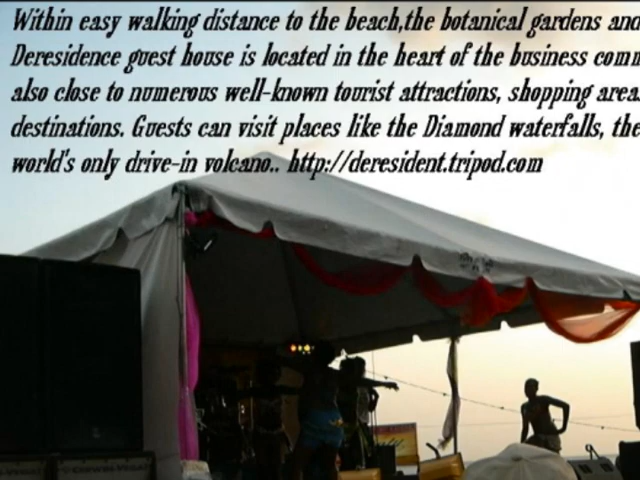 Within easy walking distance to the beach,the botanical gardens and
Deresidence guest house is located in the heart of the business com
also close to numerous well-known tourist attractions, shopping area
destinations. Guests can visit places like the Diamond waterfalls, the
world's only drive-in volcano.. http://deresident.tripod.com